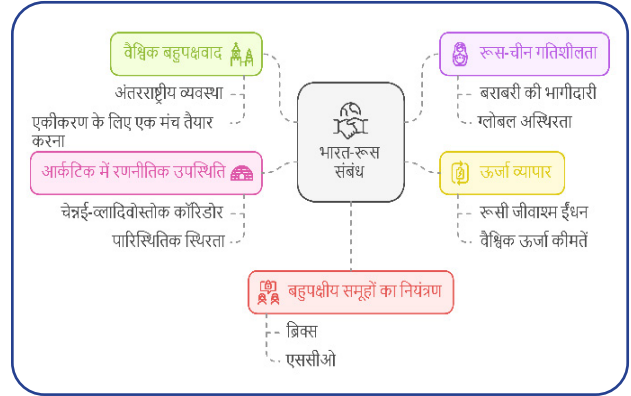 वैश्विक बहुपक्षवाद
अंतरराष्ट्रीय व्यवस्था
एकीकरण के लिए एक मंच तैयार
करना
आर्कटिक में रणनीतिक उपस्थिति
चेन्नई-व्लादिवोस्तोक कॉरिडोर
पारिस्थितिक स्थिरता
भारत-रूस
संबंध
रूस-चीन गतिशीलता
बराबरी की भागीदारी
ग्लोबल अस्थिरता
ऊर्जा व्यापार
रूसी जीवाश्म ईंधन
वैश्विक ऊर्जा कीमतें
बहुपक्षीय समूहों का नियंत्रण
ब्रिक्स
एससीओ